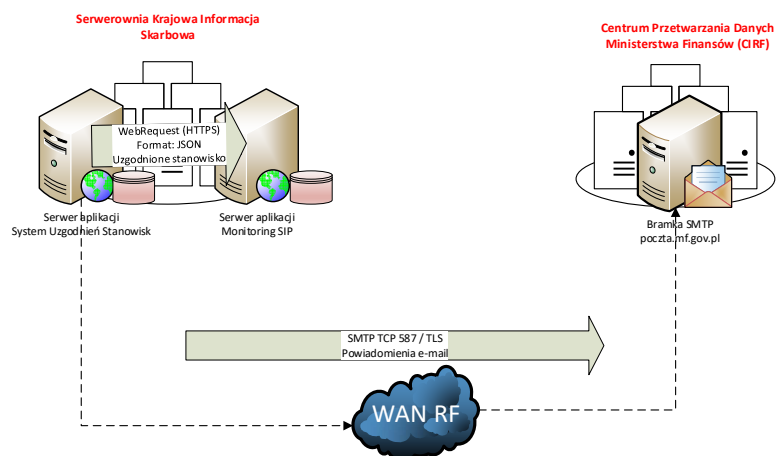 Serwerownia Krajowa Informacja
Skarbowa
Centrum Przetwarzania Danych
Ministerstwa Finansów (CIRF)
WebRequest (HTTPS)
Format: JSON
Uzgodnione stanowisko
Serwer aplikacji
System Uzgodnień Stanowisk
Serwer aplikacji
Monitoring SIP
Bramka SMTP
poczta.mf.gov.pl
SMTP TCP 587 / TLS
Powiadomienia e-mail
WAN RF